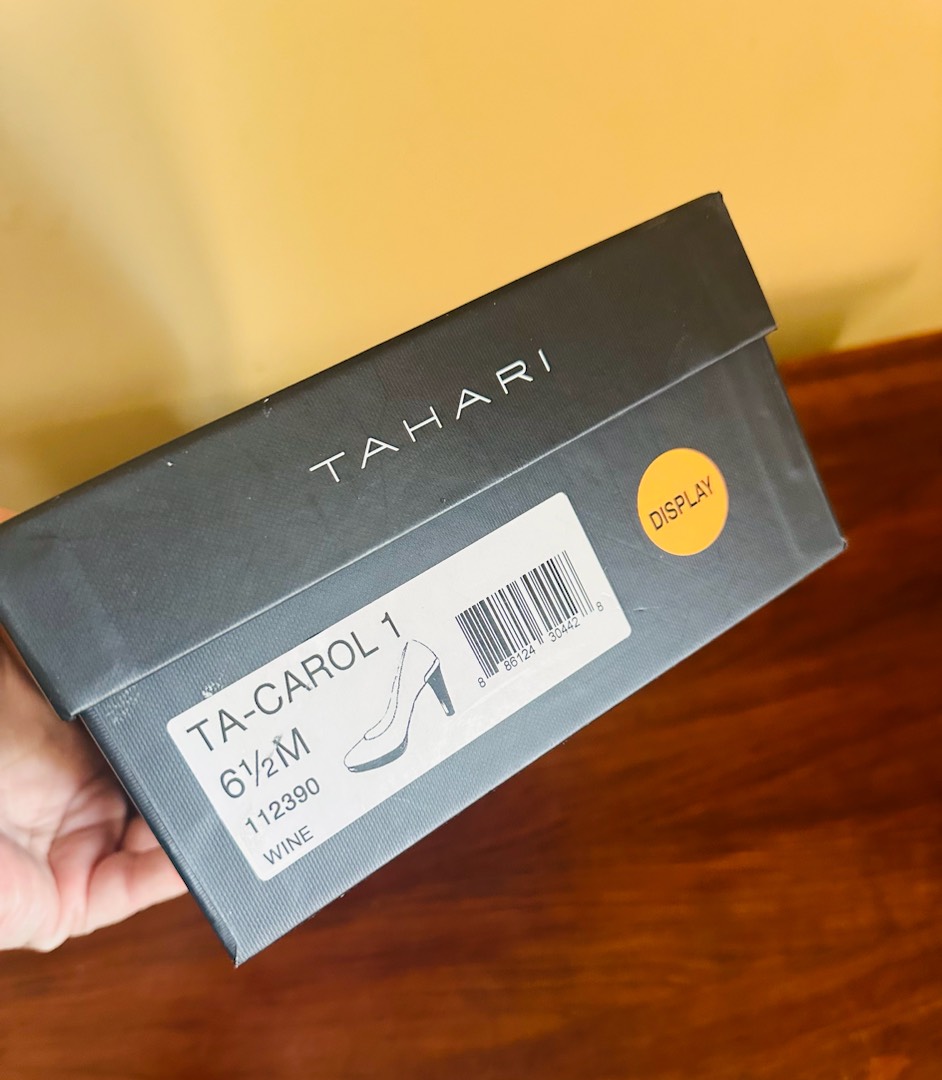 TAHARI
DISPLAY
TA-CAROL 1
6½M
112390
WINE
8 86124 30442 8